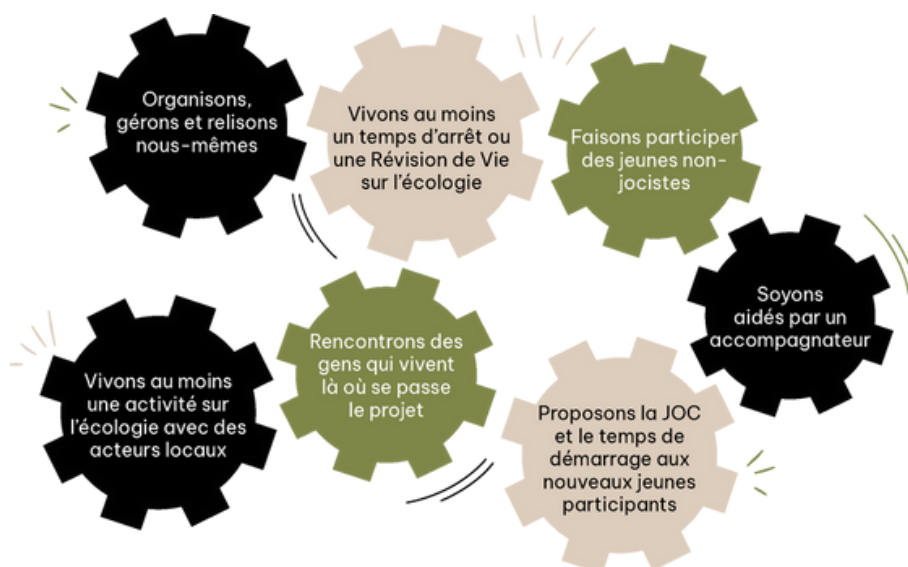 Organisons,
gérons et relisons
nous-mêmes
Vivons au moins
un temps d'arrêt ou
une Révision de Vie
sur l'écologie
Faisons participer
des jeunes non-
jocistes
Soyons
aidés par un
accompagnateur
Vivons au moins
une activité sur
l'écologie avec des
acteurs locaux
Rencontrons des
gens qui vivent
là où se passe
le projet
Proposons la JOC
et le temps de
démarrage aux
nouveaux jeunes
participants